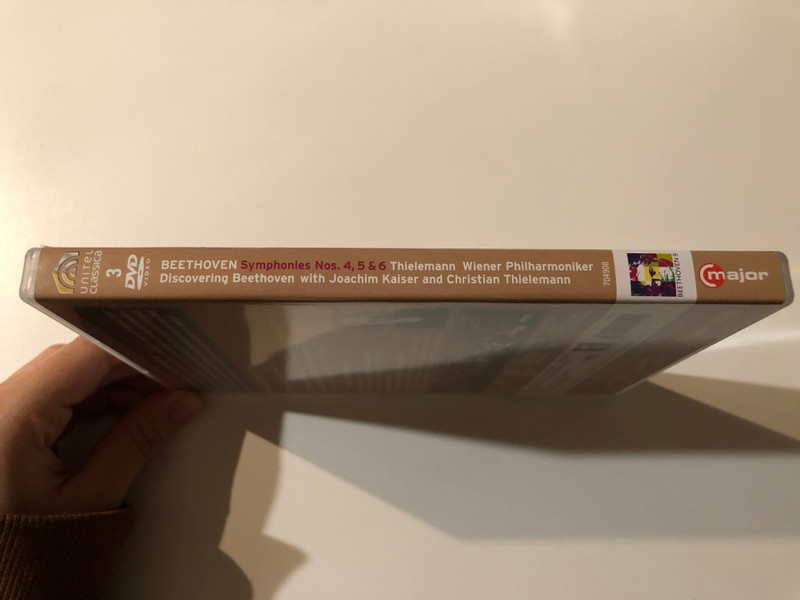 unitel
classica
3
DVD
VIDEO
BEETHOVEN Symphonies Nos. 4, 5 & 6 Thielemann Wiener Philharmoniker
Discovering Beethoven with Joachim Kaiser and Christian Thielemann
704908
BEETHOVEN 9
C major